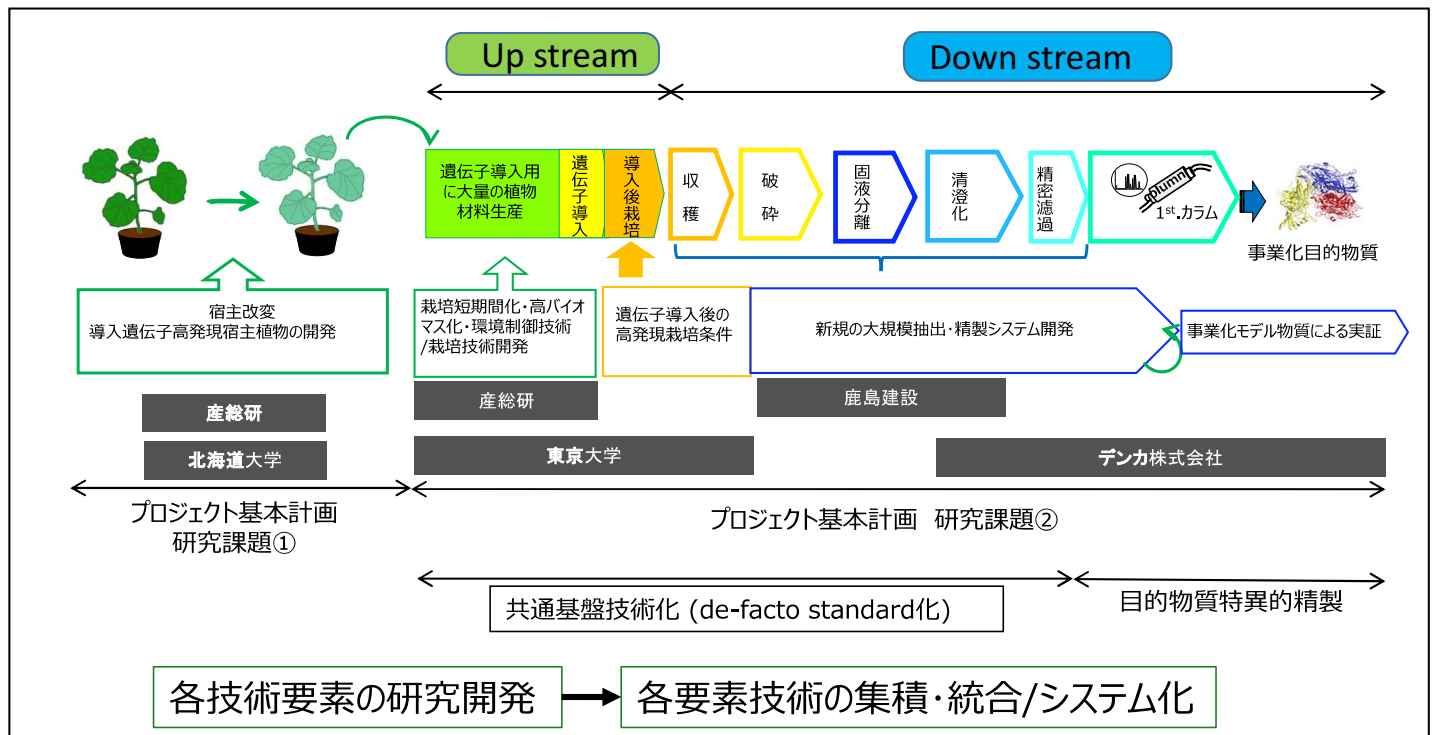 Up stream
Down stream
遺伝子導入用
に大量の植物
材料生産
遺伝子導入
導入後栽培
収穫
破砕
固液分離
清澄化
精密濾過
olumn
1st.カラム
事業化目的物質
宿主改変
導入遺伝子高発現宿主植物の開発
栽培短期間化・高バイオ
マス化・環境制御技術
/栽培技術開発
遺伝子導入後の
高発現栽培条件
新規の大規模抽出・精製システム開発
事業化モデル物質による実証
産総研
産総研
鹿島建設
北海道大学
東京大学
デンカ株式会社
プロジェクト基本計画
研究課題①
プロジェクト基本計画 研究課題②
共通基盤技術化 (de-facto standard化)
目的物質特異的精製
各技術要素の研究開発
各要素技術の集積・統合/システム化